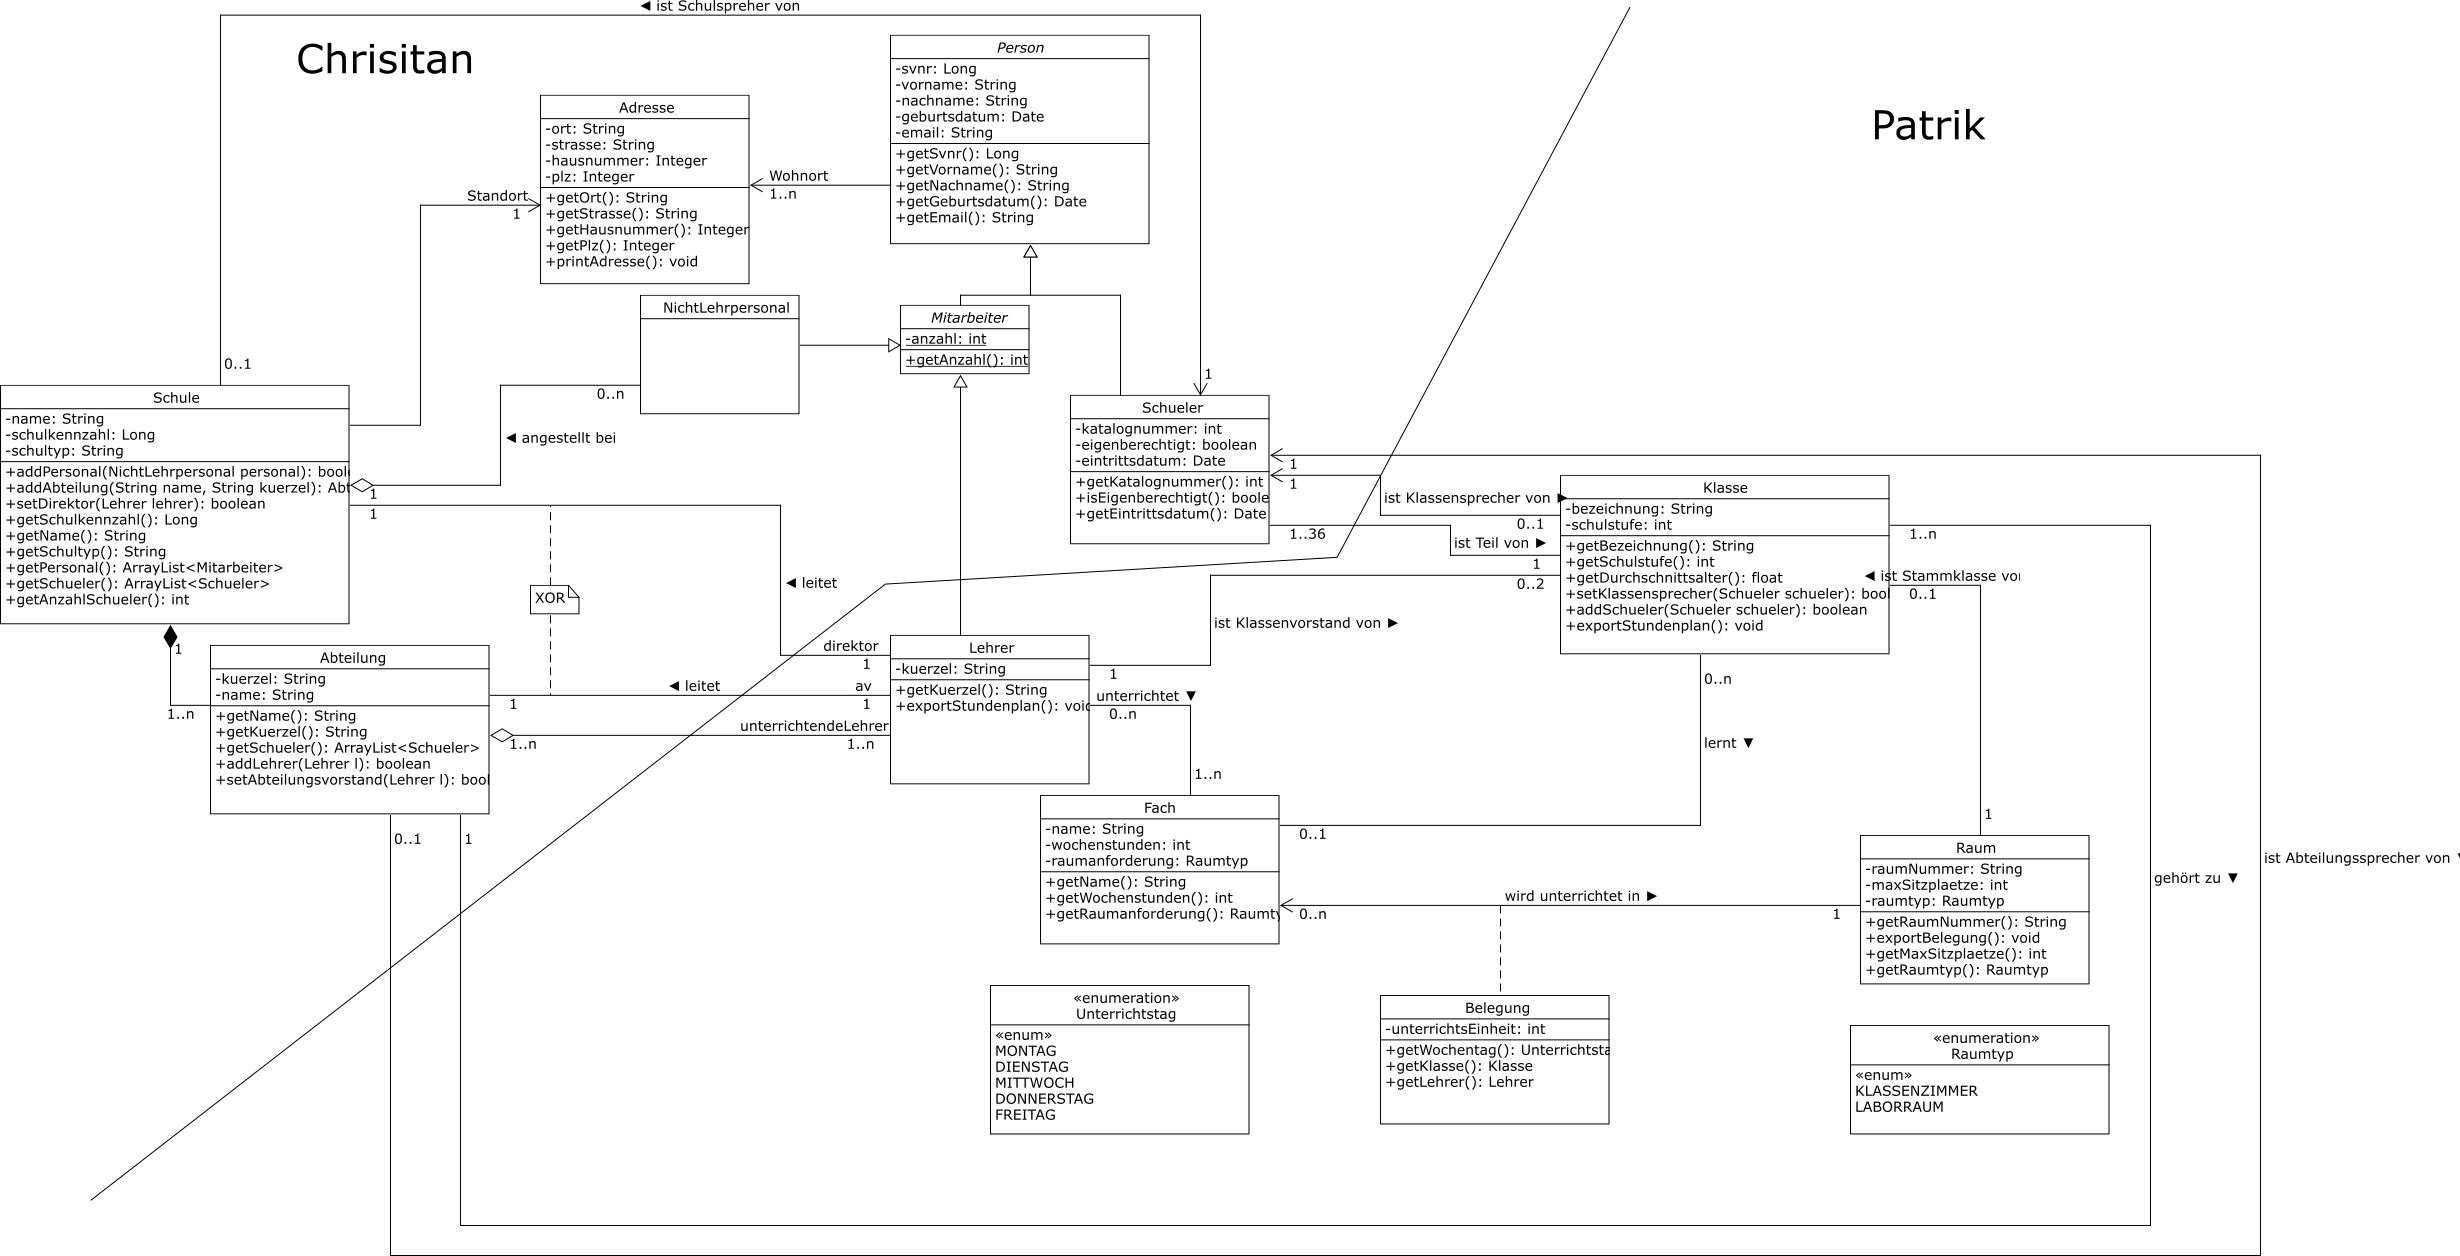 ◄ ist Schulspreher von
Chrisitan
Patrik
Person
-svnr: Long
-vorname: String
-nachname: String
-geburtsdatum: Date
-email: String
+getSvnr(): Long
+getVorname(): String
+getNachname(): String
+getGeburtsdatum(): Date
+getEmail(): String
Adresse
-ort: String
-strasse: String
-hausnummer: Integer
-plz: Integer
+getOrt(): String
+getStrasse(): String
+getHausnummer(): Integer
+getPlz(): Integer
+printAdresse(): void
Wohnort
1..n
Standort
1
NichtLehrpersonal
Mitarbeiter
-anzahl: int
+getAnzahl(): int
0..1
0..n
◄ angestellt bei
1
Schule
-name: String
-schulkennzahl: Long
-schultyp: String
+addPersonal(NichtLehrpersonal personal): bool
+addAbteilung(String name, String kuerzel): Abt
+setDirektor(Lehrer lehrer): boolean
+getSchulkennzahl(): Long
+getName(): String
+getSchultyp(): String
+getPersonal(): ArrayList<Mitarbeiter>
+getSchueler(): ArrayList<Schueler>
+getAnzahlSchueler(): int
1
1
Schueler
-katalognummer: int
-eigenberechtigt: boolean
-eintrittsdatum: Date
+getKatalognummer(): int
+isEigenberechtigt(): boole
+getEintrittsdatum(): Date
1
1
ist Klassensprecher von ►
0..1
1..36
ist Teil von ►
1
0..2
Klasse
-bezeichnung: String
-schulstufe: int
+getBezeichnung(): String
+getSchulstufe(): int
+getDurchschnittsalter(): float
+setKlassensprecher(Schueler schueler): bool
+addSchueler(Schueler schueler): boolean
+exportStundenplan(): void
1..n
◄ ist Stammklasse vo
0..1
XOR
◄ leitet
ist Klassenvorstand von ►
1
1..n
Abteilung
-kuerzel: String
-name: String
+getName(): String
+getKuerzel(): String
+getSchueler(): ArrayList<Schueler>
+addLehrer(Lehrer l): boolean
+setAbteilungsvorstand(Lehrer l): bool
direktor
1
◄ leitet
av
1
1
unterrichtendeLehrer
1..n
1..n
Lehrer
-kuerzel: String
+getKuerzel(): String
+exportStundenplan(): void
1
unterrichtet ▼
0..n
1..n
0..n
lernt ▼
Fach
-name: String
-wochenstunden: int
-raumanforderung: Raumtyp
+getName(): String
+getWochenstunden(): int
+getRaumanforderung(): Raumty
0..1
0..1
1
1
Raum
-raumNummer: String
-maxSitzplaetze: int
-raumtyp: Raumtyp
+getRaumNummer(): String
+exportBelegung(): void
+getMaxSitzplaetze(): int
+getRaumtyp(): Raumtyp
wird unterrichtet in ►
0..n
1
gehört zu ▼
ist Abteilungssprecher von
«enumeration»
Unterrichtstag
«enum»
MONTAG
DIENSTAG
MITTWOCH
DONNERSTAG
FREITAG
Belegung
-unterrichtsEinheit: int
+getWochentag(): Unterrichtsta
+getKlasse(): Klasse
+getLehrer(): Lehrer
«enumeration»
Raumtyp
«enum»
KLASSENZIMMER
LABORRAUM